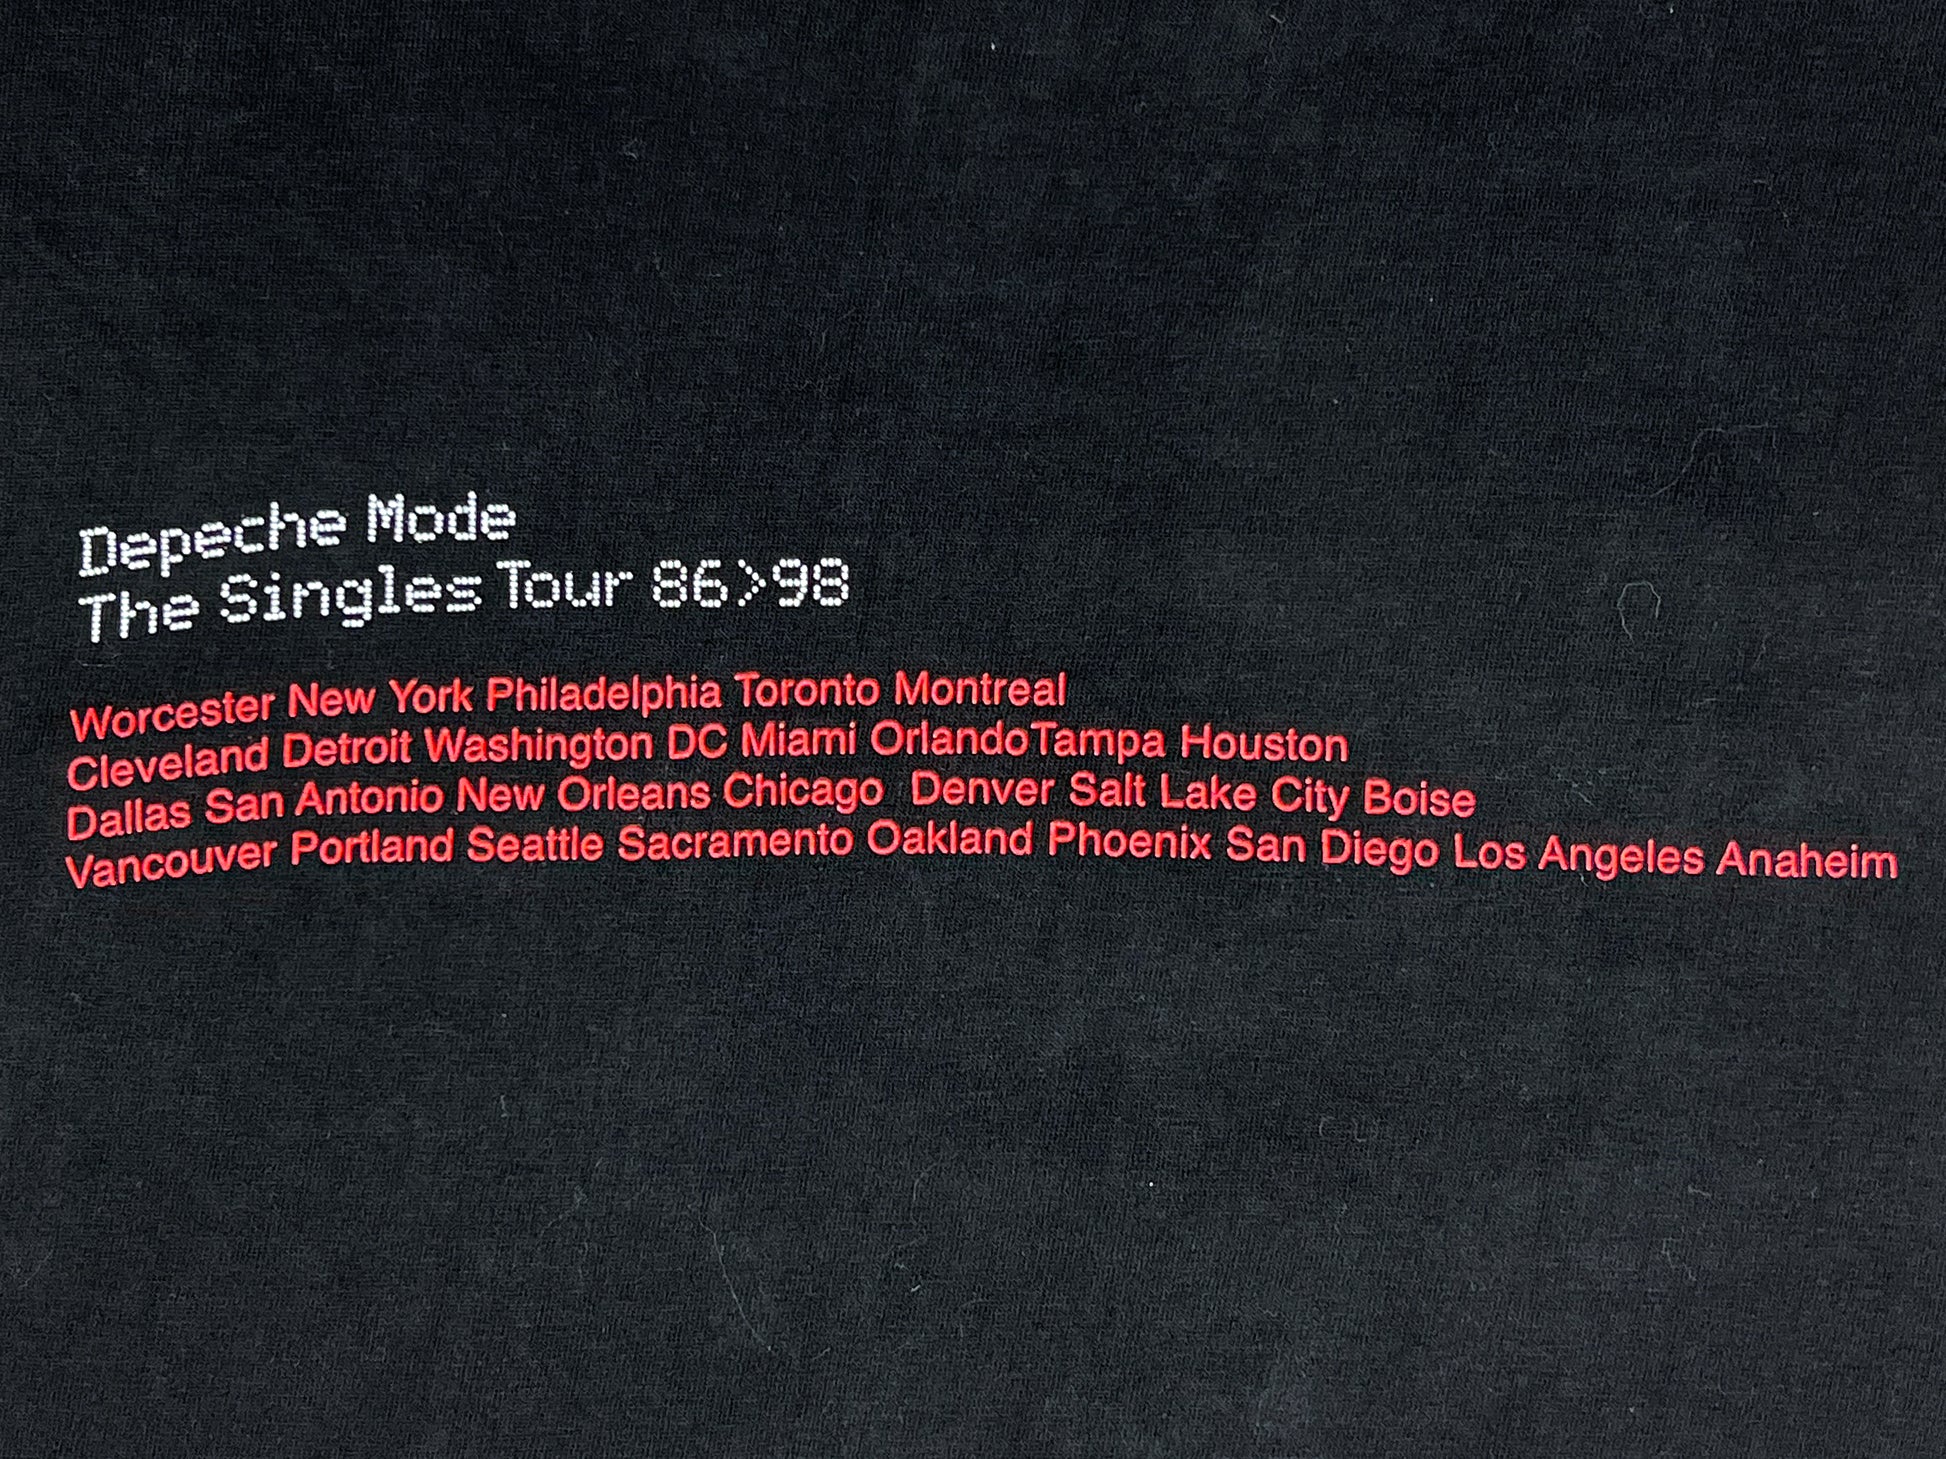 Depeche Mode
The Singles Tour 86>98
Worcester New York Philadelphia Toronto Montreal
Cleveland Detroit Washington DC Miami OrlandoTampa Houston
Dallas San Antonio New Orleans Chicago  Denver Salt Lake City Boise
Vancouver Portland Seattle Sacramento Oakland Phoenix San Diego Los Angeles Anaheim